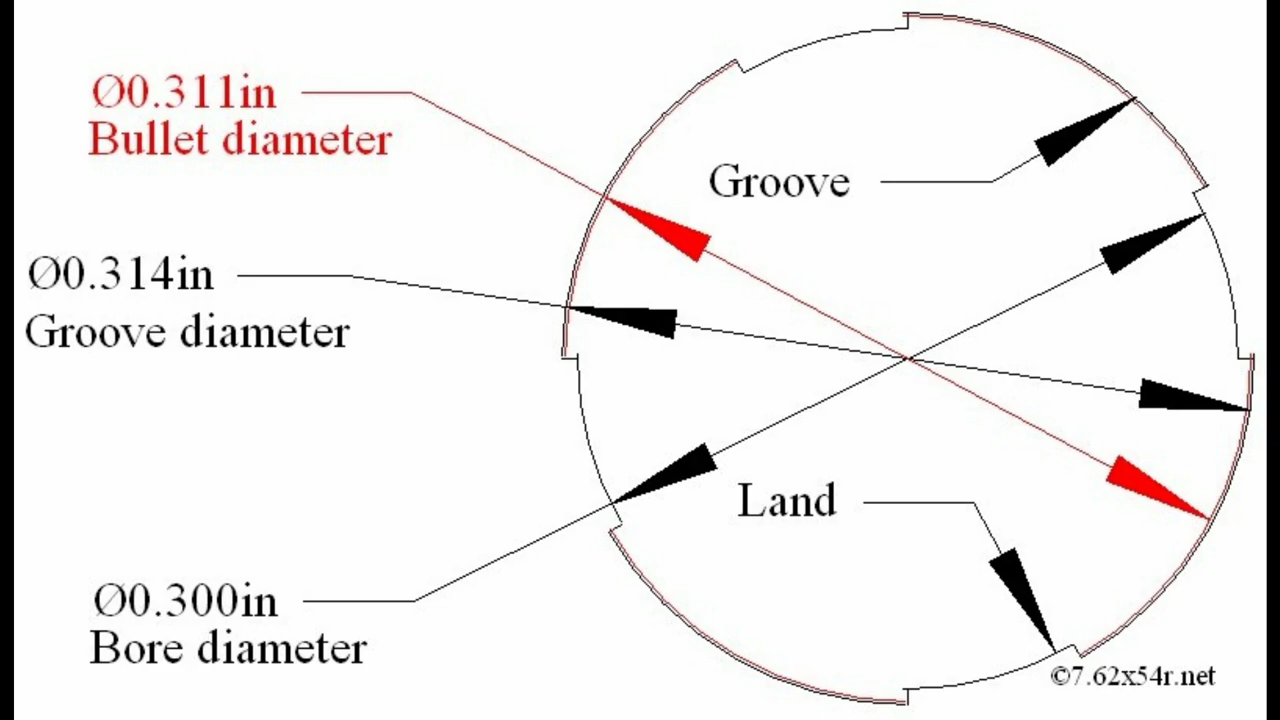 Ø0.311in
Bullet diameter
Groove
Ø0.314in
Groove diameter
Land
Ø0.300in
Bore diameter
©7.62x54r.net